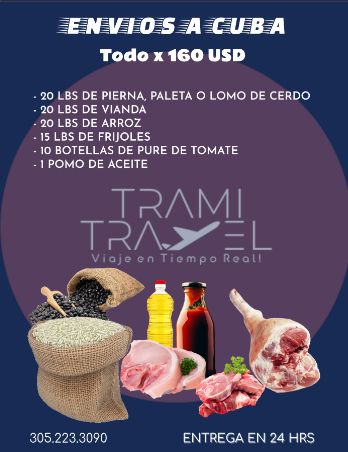 ENVIOS A CUBA
Todo x 160 USD
- 20 LBS DE PIERNA, PALETA O LOMO DE CERDO
- 20 LBS DE VIANDA
- 20 LBS DE ARROZ
- 15 LBS DE FRIJOLES
- 10 BOTELLAS DE PURE DE TOMATE
- 1 POMO DE ACEITE
TRAMI
TRAVEL
Viaje en Tiempo Real!
305.223.3090
ENTREGA EN 24 HRS